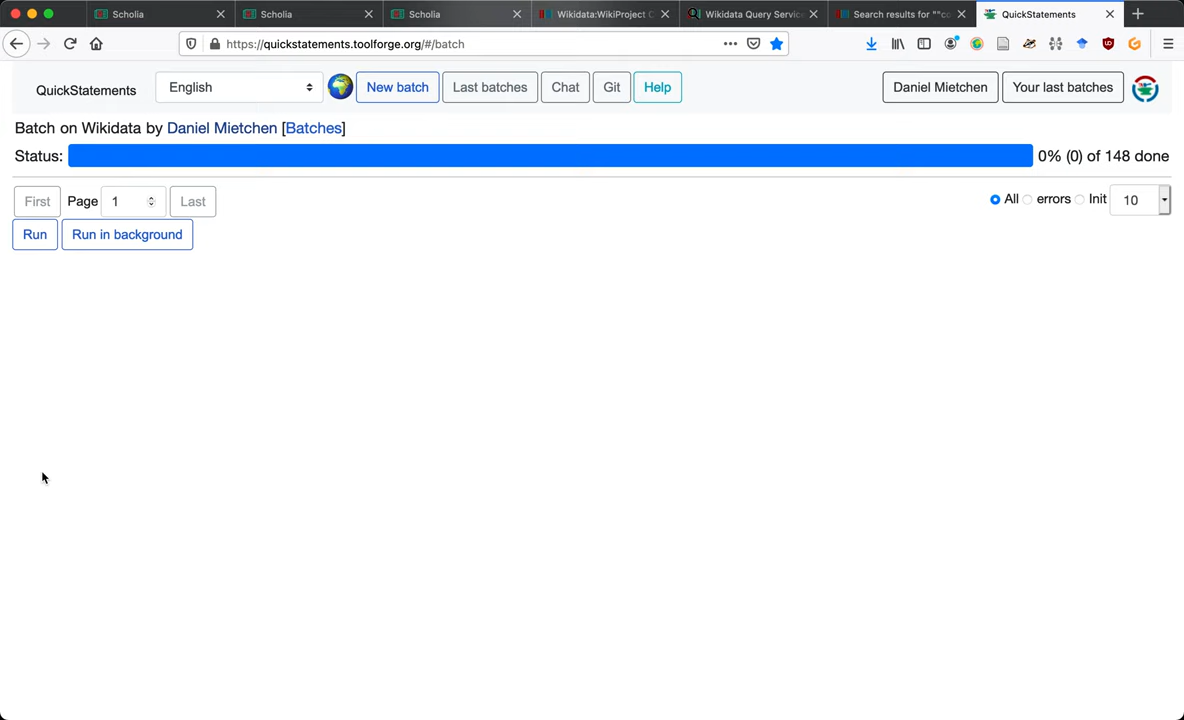 Scholia
Scholia
Scholia
Wikidata:WikiProject C
Wikidata Query Servic
Search results for ""co
QuickStatements
https://quickstatements.toolforge.org/#/batch
QuickStatements
English
New batch
Last batches
Chat
Git
Help
Daniel Mietchen
Your last batches
Batch on Wikidata by Daniel Mietchen [Batches]
Status:
0% (0) of 148 done
First
Page
1
Last
All
errors
Init
10
Run
Run in background